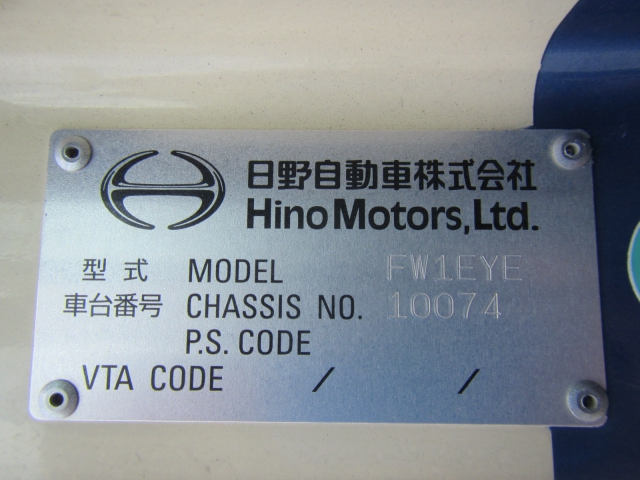 日野自動車株式会社
Hino Motors, Ltd.
型式 MODEL FW1EYE
車台番号 CHASSIS NO. 10074
P.S. CODE
VTA CODE / /